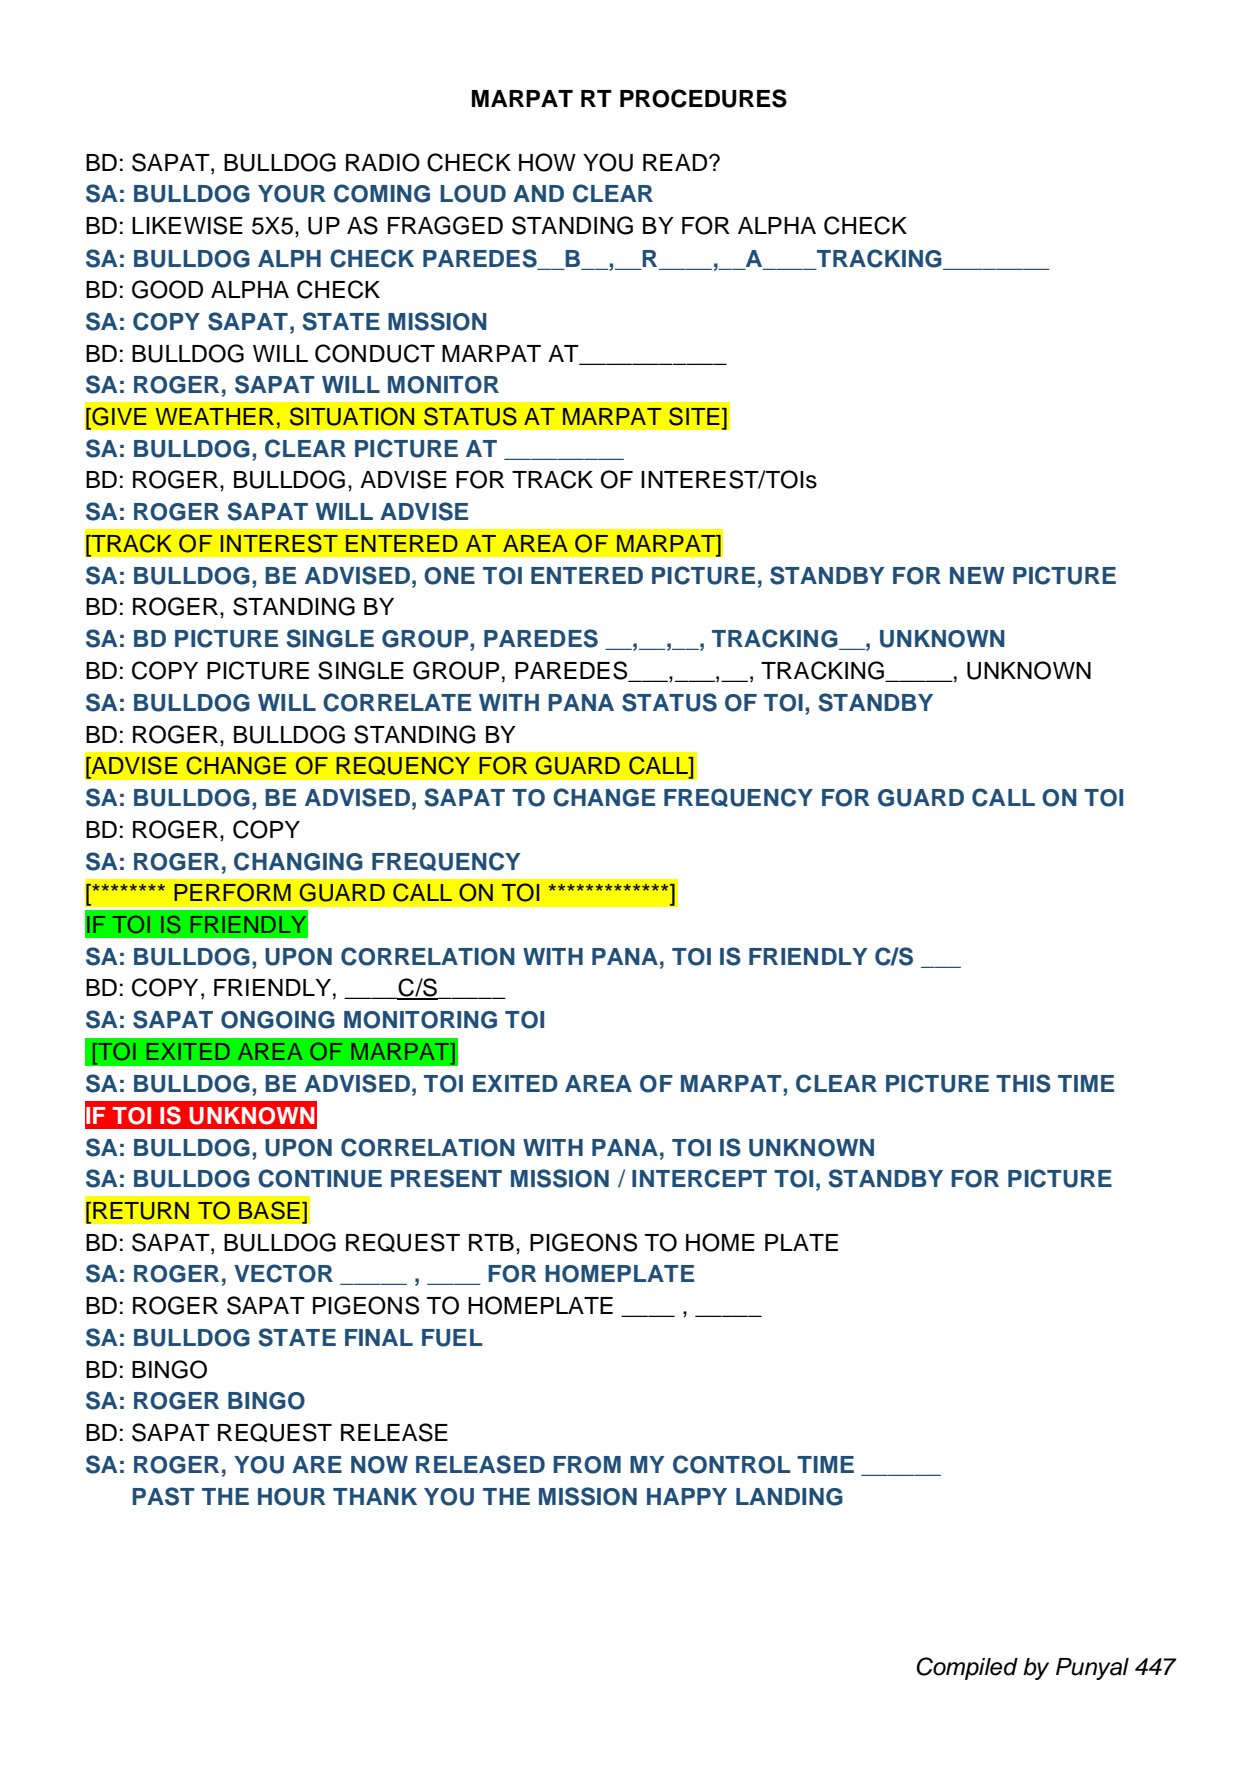 MARPAT RT PROCEDURES
BD: SAPAT, BULLDOG RADIO CHECK HOW YOU READ?
SA: BULLDOG YOUR COMING LOUD AND CLEAR
BD: LIKEWISE 5X5, UP AS FRAGGED STANDING BY FOR ALPHA CHECK
SA: BULLDOG ALPH CHECK PAREDES__B__,__R____,__A____TRACKING________
BD: GOOD ALPHA CHECK
SA: COPY SAPAT, STATE MISSION
BD: BULLDOG WILL CONDUCT MARPAT AT___________
SA: ROGER, SAPAT WILL MONITOR
[GIVE WEATHER, SITUATION STATUS AT MARPAT SITE]
SA: BULLDOG, CLEAR PICTURE AT _________
BD: ROGER, BULLDOG, ADVISE FOR TRACK OF INTEREST/TOIs
SA: ROGER SAPAT WILL ADVISE
[TRACK OF INTEREST ENTERED AT AREA OF MARPAT]
SA: BULLDOG, BE ADVISED, ONE TOI ENTERED PICTURE, STANDBY FOR NEW PICTURE
BD: ROGER, STANDING BY
SA: BD PICTURE SINGLE GROUP, PAREDES __,__,__, TRACKING__, UNKNOWN
BD: COPY PICTURE SINGLE GROUP, PAREDES___,___,__, TRACKING_____, UNKNOWN
SA: BULLDOG WILL CORRELATE WITH PANA STATUS OF TOI, STANDBY
BD: ROGER, BULLDOG STANDING BY
[ADVISE CHANGE OF REQUENCY FOR GUARD CALL]
SA: BULLDOG, BE ADVISED, SAPAT TO CHANGE FREQUENCY FOR GUARD CALL ON TOI
BD: ROGER, COPY
SA: ROGER, CHANGING FREQUENCY
[******** PERFORM GUARD CALL ON TOI *************]
IF TOI IS FRIENDLY
SA: BULLDOG, UPON CORRELATION WITH PANA, TOI IS FRIENDLY C/S ___
BD: COPY, FRIENDLY, ____C/S_____
SA: SAPAT ONGOING MONITORING TOI
[TOI EXITED AREA OF MARPAT]
SA: BULLDOG, BE ADVISED, TOI EXITED AREA OF MARPAT, CLEAR PICTURE THIS TIME
IF TOI IS UNKNOWN
SA: BULLDOG, UPON CORRELATION WITH PANA, TOI IS UNKNOWN
SA: BULLDOG CONTINUE PRESENT MISSION / INTERCEPT TOI, STANDBY FOR PICTURE
[RETURN TO BASE]
BD: SAPAT, BULLDOG REQUEST RTB, PIGEONS TO HOME PLATE
SA: ROGER, VECTOR _____ , ____ FOR HOMEPLATE
BD: ROGER SAPAT PIGEONS TO HOMEPLATE ____ , _____
SA: BULLDOG STATE FINAL FUEL
BD: BINGO
SA: ROGER BINGO
BD: SAPAT REQUEST RELEASE
SA: ROGER, YOU ARE NOW RELEASED FROM MY CONTROL TIME ______
PAST THE HOUR THANK YOU THE MISSION HAPPY LANDING
Compiled by Punyal 447